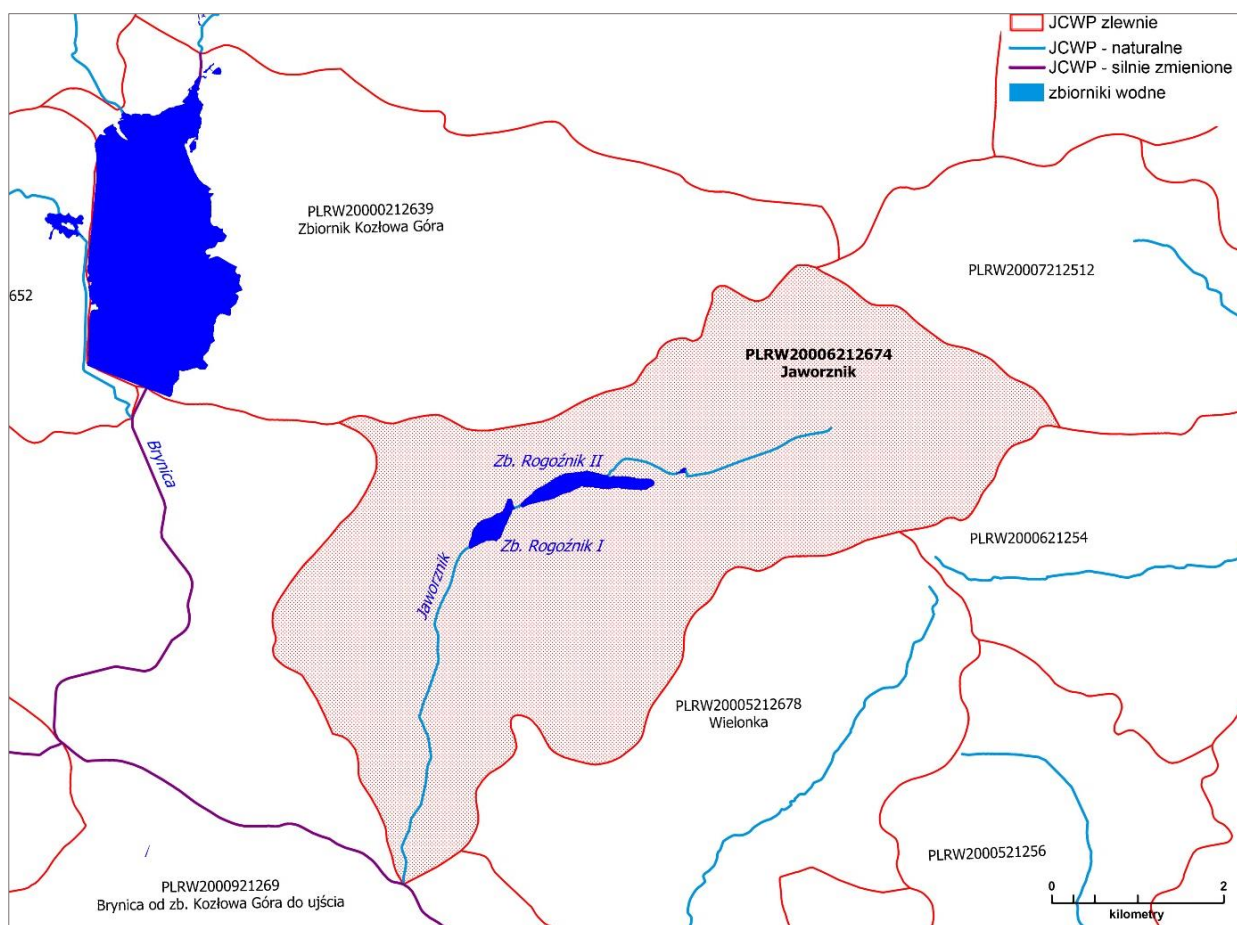 JCWP zlewnie
JCWP - naturalne
JCWP - silnie zmienione
zbiorniki wodne
PLRW20000212639
Zbiornik Kozłowa Góra
PLRW20007212512
652
PLRW20006212674
Jaworznik
Brynica
Zb. Rogoźnik II
Zb. Rogoźnik I
PLRW2000621254
Jaworznik
PLRW20005212678
Wielonka
PLRW2000521256
PLRW2000921269
Brynica od zb. Kozłowa Góra do ujścia
0 2
kilometry